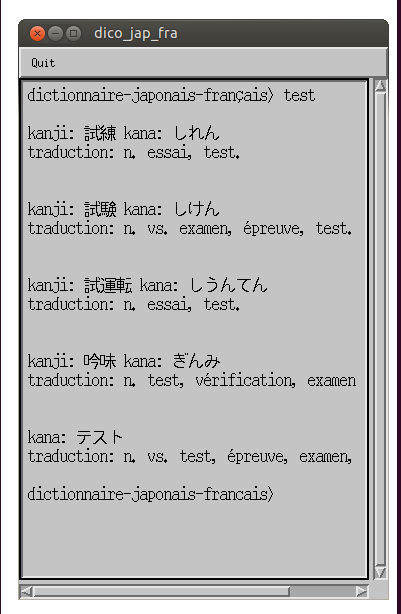 dico_jap_fra
Quit
dictionnaire-japonais-français> test
kanji: 試練 kana: しれん
traduction: n. essai, test.
kanji: 試験 kana: しけん
traduction: n. vs. examen, épreuve, test.
kanji: 試運転 kana: しうんてん
traduction: n. essai, test.
kanji: 吟味 kana: ぎんみ
traduction: n. test, vérification, examen
kana: テスト
traduction: n. vs. test, épreuve, examen,
dictionnaire-japonais-francais>